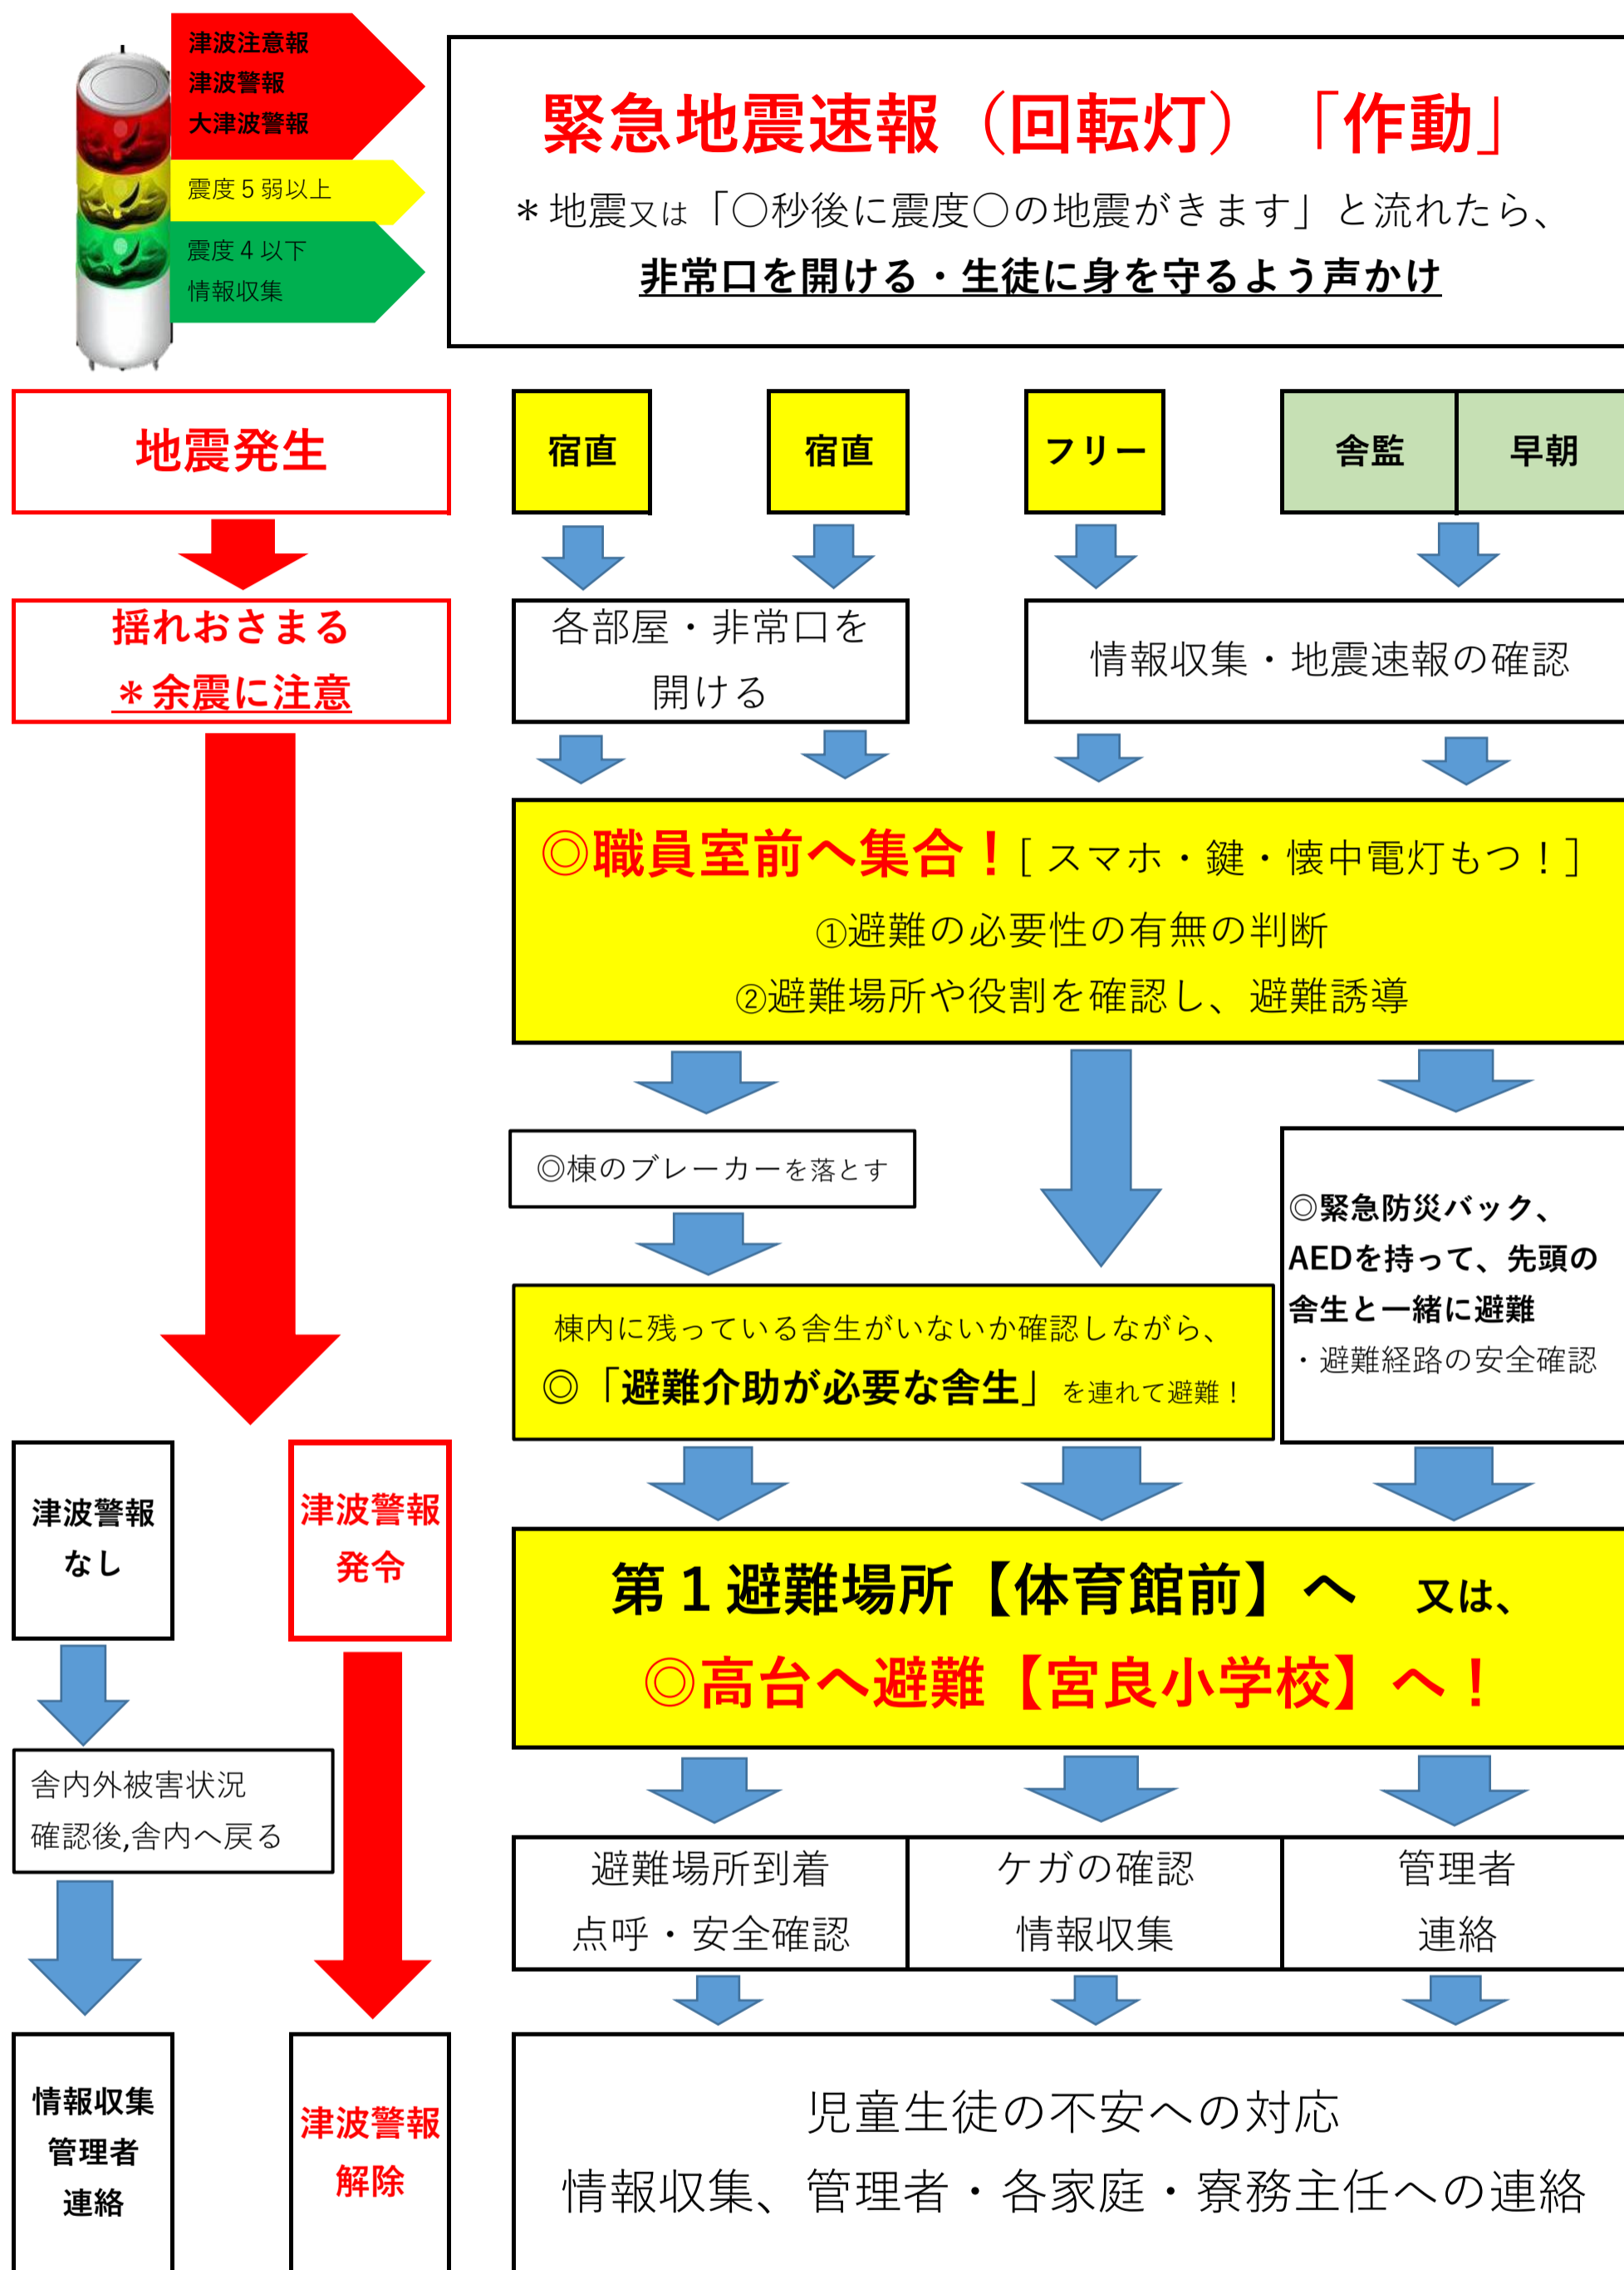 津波注意報
津波警報
大津波警報
震度5弱以上
震度4以下
情報収集
緊急地震速報（回転灯）「作動」
＊地震又は「○秒後に震度○の地震がきます」と流れたら、
非常口を開ける・生徒に身を守るよう声かけ
地震発生
宿直
宿直
フリー
舎監
早朝
揺れおさまる
＊余震に注意
各部屋・非常口を
開ける
情報収集・地震速報の確認
◎職員室前へ集合！[ スマホ・鍵・懐中電灯もつ！]
①避難の必要性の有無の判断
②避難場所や役割を確認し、避難誘導
◎棟のブレーカーを落とす
◎緊急防災バック、
AEDを持って、先頭の
舎生と一緒に避難
・避難経路の安全確認
棟内に残っている舎生がいないか確認しながら、
◎「避難介助が必要な舎生」を連れて避難！
津波警報
なし
津波警報
発令
第１避難場所【体育館前】へ　又は、
◎高台へ避難【宮良小学校】へ！
舎内外被害状況
確認後,舎内へ戻る
避難場所到着
点呼・安全確認
ケガの確認
情報収集
管理者
連絡
情報収集
管理者
連絡
津波警報
解除
児童生徒の不安への対応
情報収集、管理者・各家庭・寮務主任への連絡